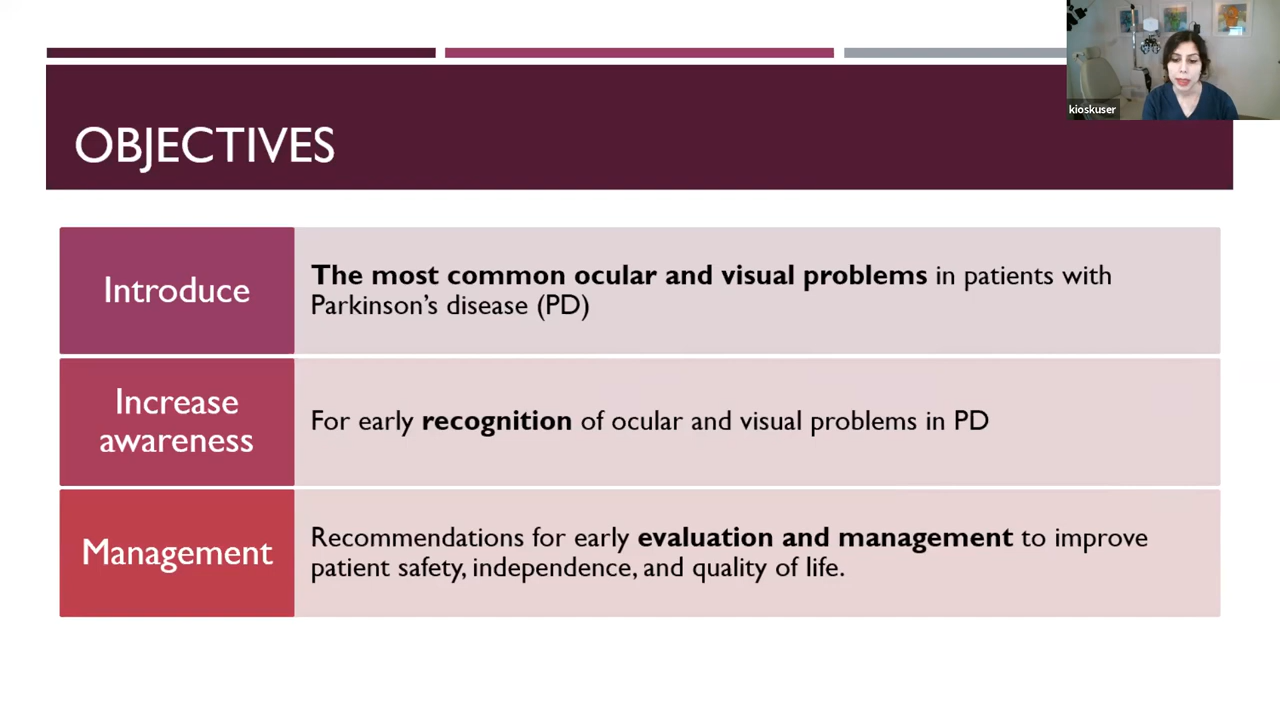 kioskuser
OBJECTIVES
Introduce
The most common ocular and visual problems in patients with
Parkinson's disease (PD)
Increase
awareness
For early recognition of ocular and visual problems in PD
Management
Recommendations for early evaluation and management to improve
patient safety, independence, and quality of life.